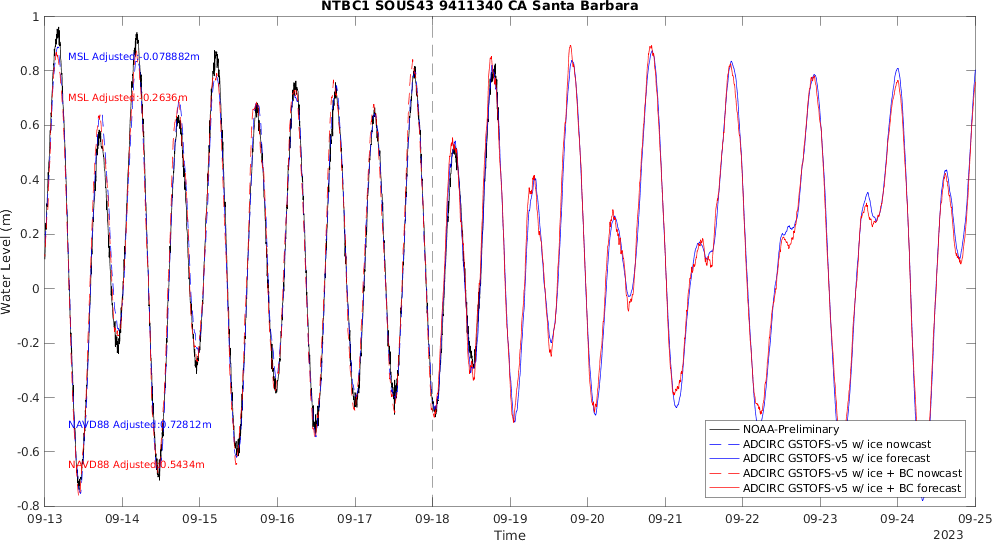 NTBC1 SOUS43 9411340 CA Santa Barbara
1
0.8
0.6
0.4
0.2
0
-0.2
-0.4
-0.6
-0.8
Water Level (m)
MSL Adjusted:-0.078882m
MSL Adjusted:-0.2636m
NAVD88 Adjusted:0.72812m
NAVD88 Adjusted:0.5434m
NOAA-Preliminary
ADCIRC GSTOFS-v5 w/ ice nowcast
ADCIRC GSTOFS-v5 w/ ice forecast
ADCIRC GSTOFS-v5 w/ ice + BC nowcast
ADCIRC GSTOFS-v5 w/ ice + BC forecast
09-13 09-14 09-15 09-16 09-17 09-18 09-19 09-20 09-21 09-22 09-23 09-24 09-25
Time
2023